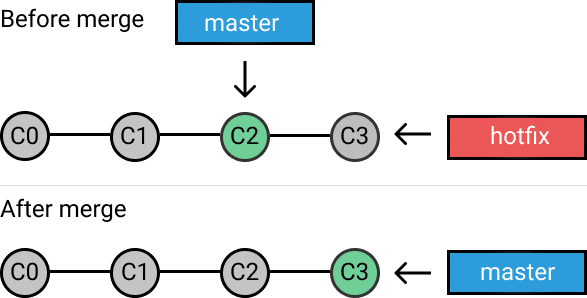 Before merge
master
C0
C1
C2
C3
hotfix
After merge
C0
C1
C2
C3
master